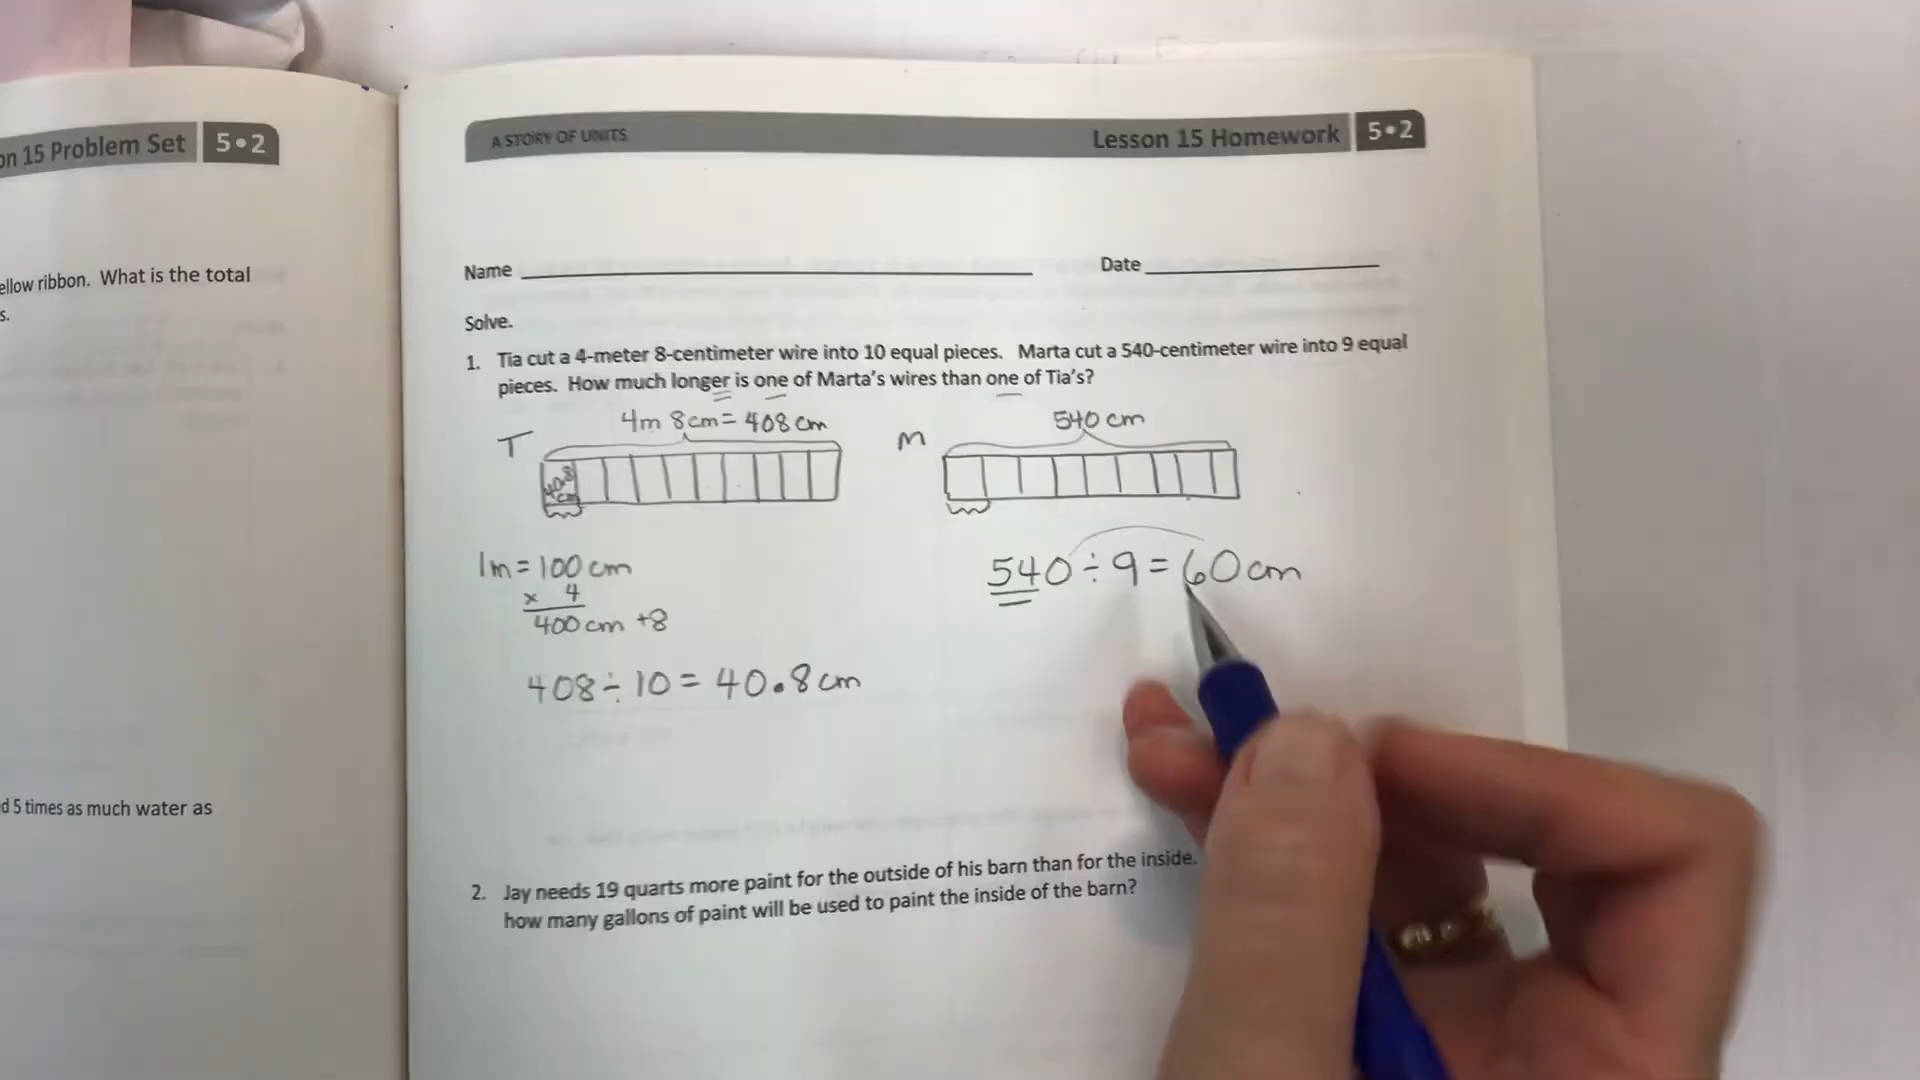 on 15 Problem Set 5•2
ellow ribbon. What is the total
s.
d 5 times as much water as
A STORY OF UNITS
Lesson 15 Homework 5•2
Name
Date
Solve.
1. Tia cut a 4-meter 8-centimeter wire into 10 equal pieces. Marta cut a 540-centimeter wire into 9 equal
pieces. How much longer is one of Marta's wires than one of Tia's?
4m 8cm = 408 cm
T
40.8
cm
540 cm
M
1m = 100 cm
x 4
400 cm +8
408 ÷ 10 = 40.8 cm
540 ÷ 9 = 60 cm
2. Jay needs 19 quarts more paint for the outside of his barn than for the inside.
how many gallons of paint will be used to paint the inside of the barn?